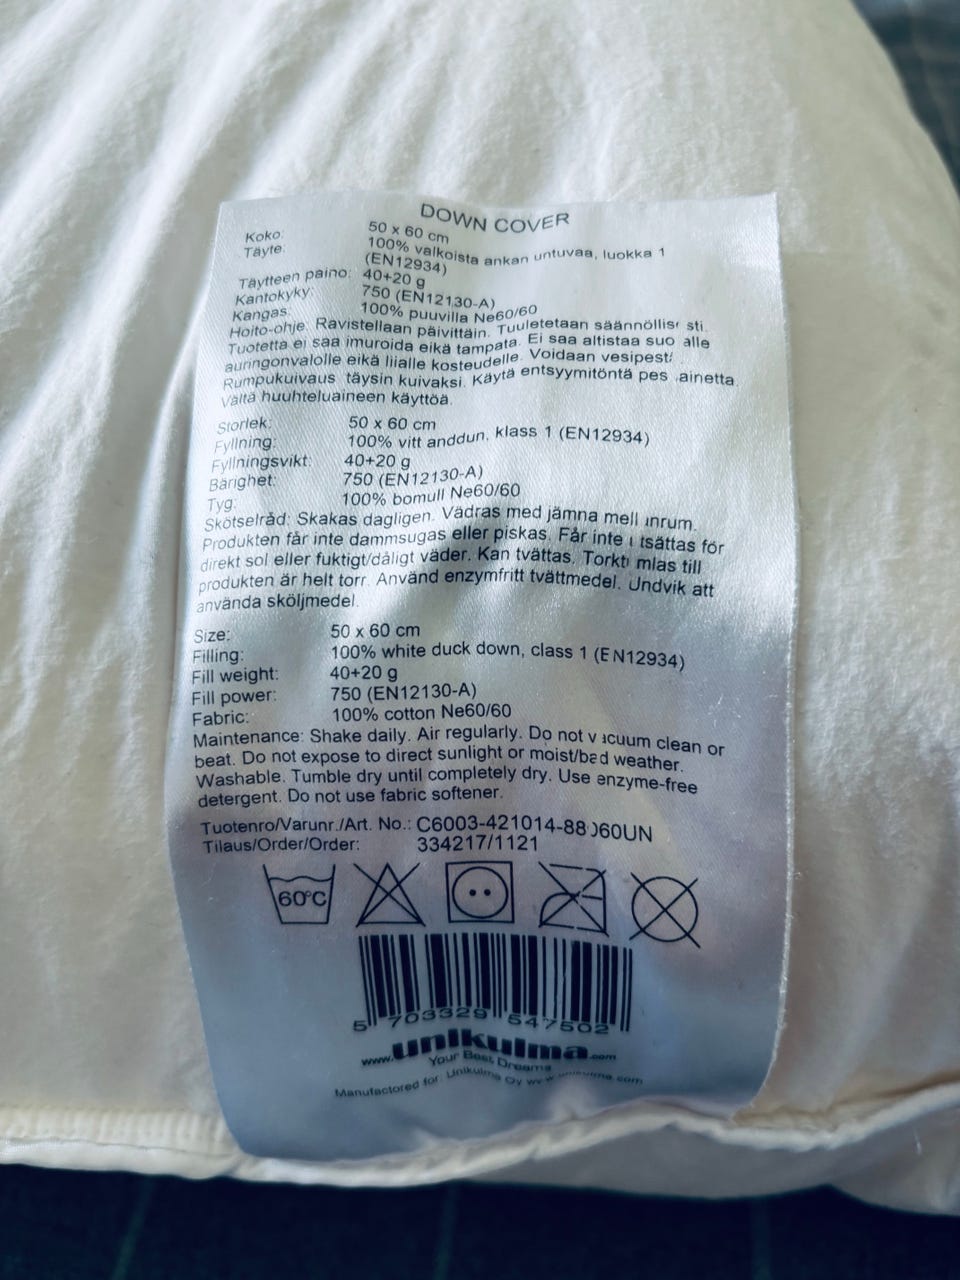 DOWN COVER
Koko: 50 x 60 cm
Täyte: 100% valkoista ankan untuvaa, luokka 1
(EN12934)
Täytteen paino: 40+20 g
Kantokyky: 750 (EN12130-A)
Kangas: 100% puuvilla Ne60/60
Hoito-ohje: Ravistellaan päivittäin. Tuuletetaan
Tuotetta ei saa imuroida eikä tampata. Ei saa altistaa
auringonvalolle eikä liialle kosteudelle. Voidaan
Rumpukuivaus täysin kuivaksi. Käytä entsyymitöntä
Vältä huuhteluaineen käyttöä.
Storlek: 50 x 60 cm
Fyllning: 100% vitt anddun, klass 1 (EN12934)
Fyllningsvikt: 40+20 g
Bärighet: 750 (EN12130-A)
Tyg: 100% bomull Ne60/60
Skötselråd: Skakas dagligen. Vädras med jämna
Produkten får inte dammsugas eller piskas. Får inte för
direkt sol eller fuktigt/dåligt väder. Kan tvättas. till
produkten är helt torr. Använd enzymfritt tvättmedel. Undvik att
använda sköljmedel.
Size: 50 x 60 cm
Filling: 100% white duck down, class 1 (EN12934)
Fill weight: 40+20 g
Fill power: 750 (EN12130-A)
Fabric: 100% cotton Ne60/60
Maintenance: Shake daily. Air regularly. Do not vacuum clean or
beat. Do not expose to direct sunlight or moist/bad weather.
Washable. Tumble dry until completely dry. Use enzyme-free
detergent. Do not use fabric softener.
Tuotenro/Varunr./Art. No.:
Tilaus/Order/Order: 334217/1121
60°C
5 703329 547502
www.unikulma.com
Your Best Dreams
Manufactored for: Unikulma Oy www.unikulma.com